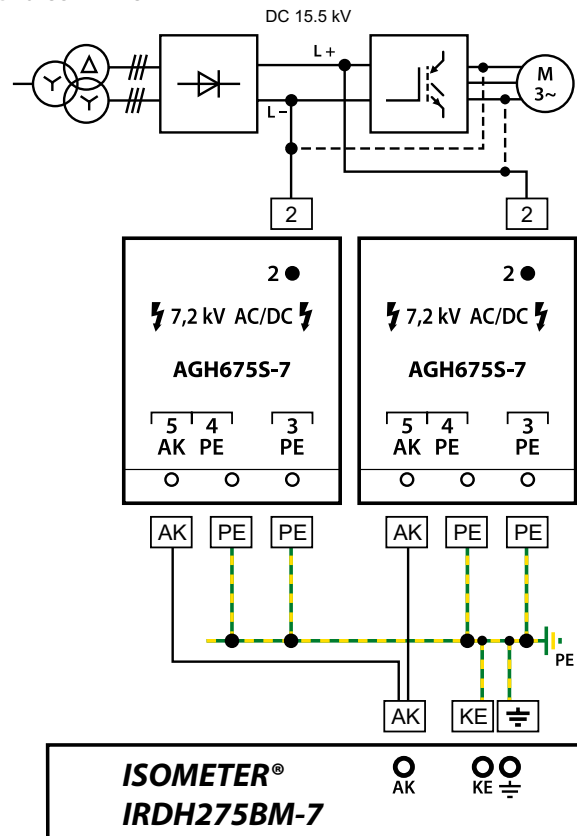 DC 15.5 kV
Δ
Y
Y
L+
L-
M
3~
2
2
2
7,2 kV AC/DC
AGH675S-7
5 4 3
AK PE PE
2
7,2 kV AC/DC
AGH675S-7
5 4 3
AK PE PE
AK PE PE
AK PE PE
PE
AK KE
AK KE
ISOMETER®
IRDH275BM-7